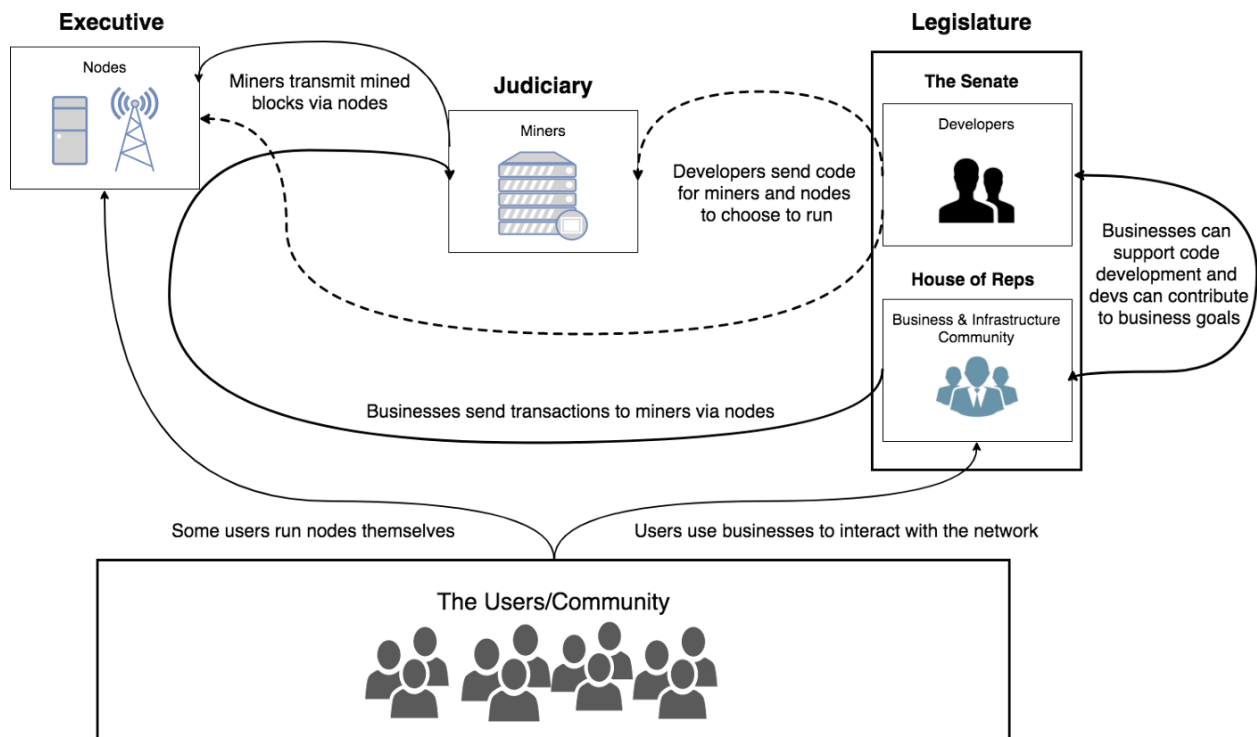 Executive
Nodes
Miners transmit mined
blocks via nodes
Judiciary
Miners
Legislature
The Senate
Developers
Developers send code
for miners and nodes
to choose to run
Businesses can
support code
development and
devs can contribute
to business goals
House of Reps
Business & Infrastructure
Community
Businesses send transactions to miners via nodes
Some users run nodes themselves
Users use businesses to interact with the network
The Users/Community